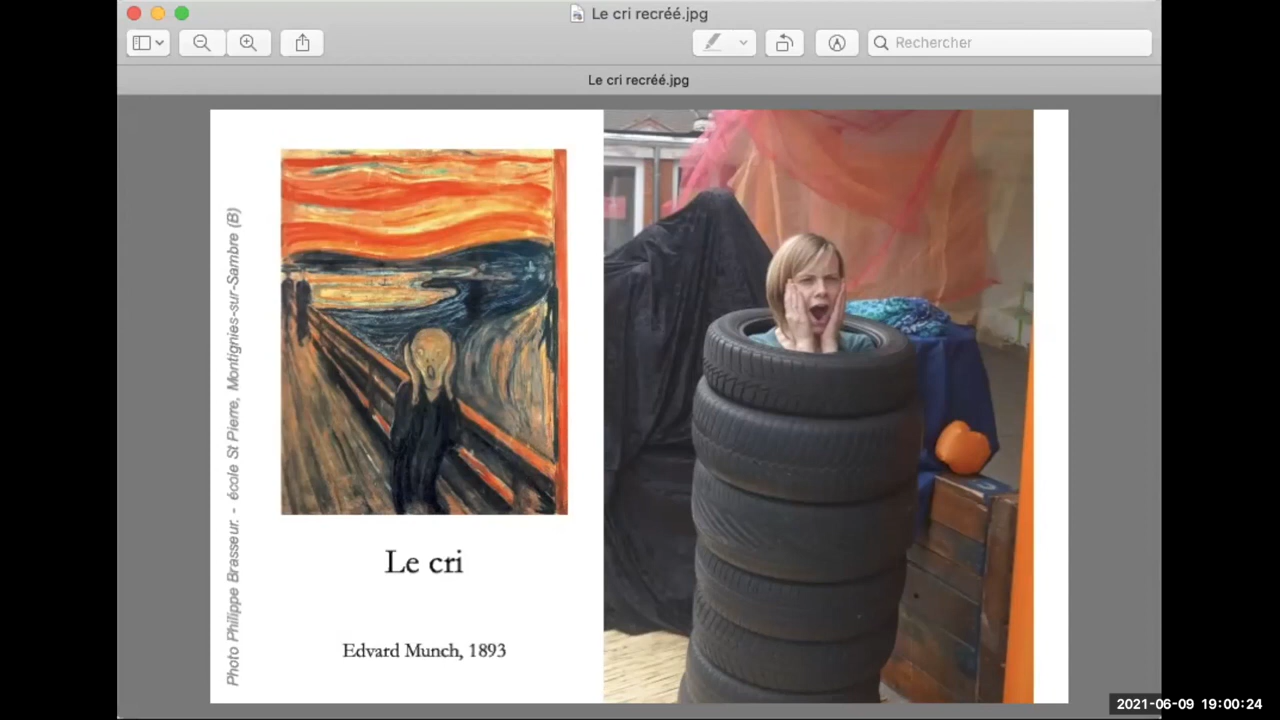 Le cri recréé.jpg
Rechercher
Le cri recréé.jpg
Photo Philippe Brasseur. - école St Pierre, Montignies-sur-Sambre (B)
Le cri
Edvard Munch, 1893
2021-06-09 19:00:24